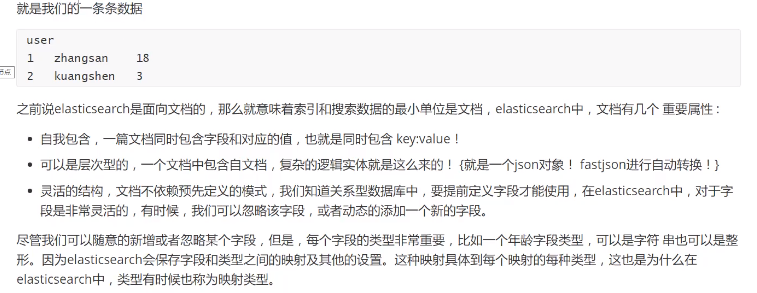 就是我们的一条条数据
user
1 zhangsan 18
2 kuangshen 3
之前说elasticsearch是面向文档的，那么就意味着索引和搜索数据的最小单位是文档，elasticsearch中，文档有几个 重要属性：
自我包含，一篇文档同时包含字段和对应的值，也就是同时包含 key:value！
可以是层次型的，一个文档中包含自文档，复杂的逻辑实体就是这么来的！ {就是一个json对象！ fastjson进行自动转换！}
灵活的结构，文档不依赖预先定义的模式，我们知道关系型数据库中，要提前定义字段才能使用，在elasticsearch中，对于字
段是非常灵活的，有时候，我们可以忽略该字段，或者动态的添加一个新的字段。
尽管我们可以随意的新增或者忽略某个字段，但是，每个字段的类型非常重要，比如一个年龄字段类型，可以是字符 串也可以是整
形。因为elasticsearch会保存字段和类型之间的映射及其他的设置。这种映射具体到每个映射的每种类型，这也是为什么在
elasticsearch中，类型有时候也称为映射类型。